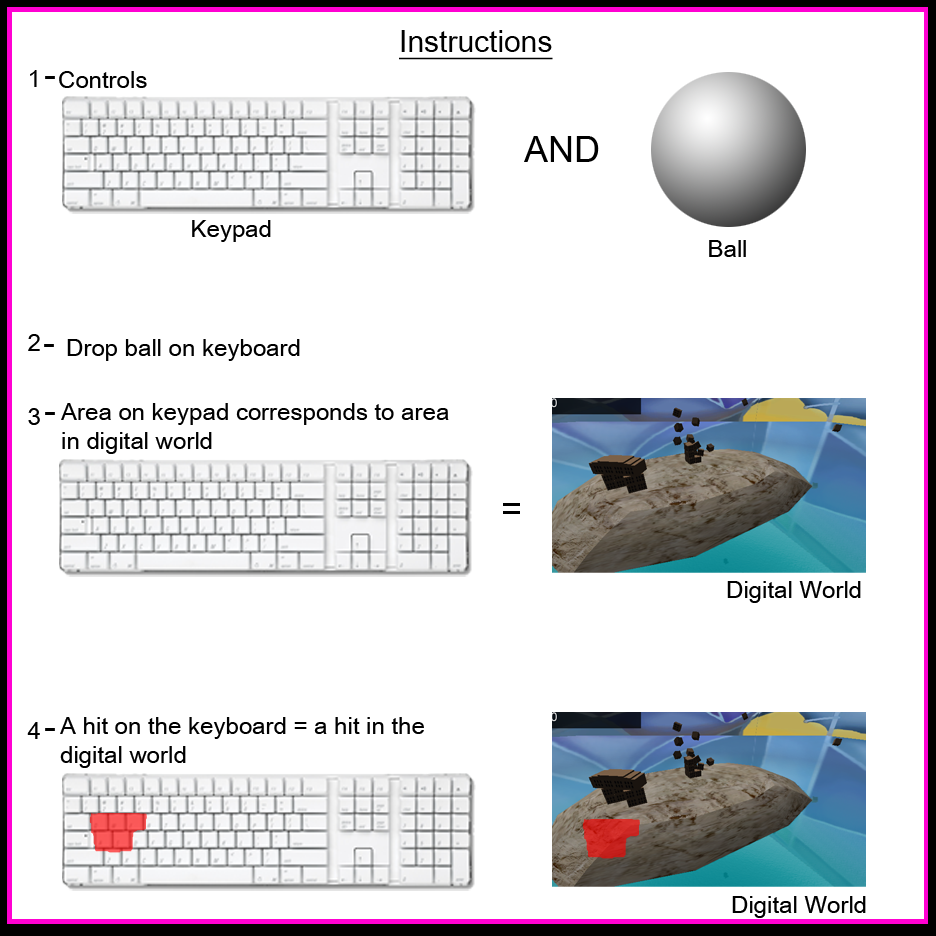 Instructions
1-Controls
AND
Keypad
Ball
2- Drop ball on keyboard
3- Area on keypad corresponds to area
in digital world
=
Digital World
4- A hit on the keyboard = a hit in the
digital world
Digital World